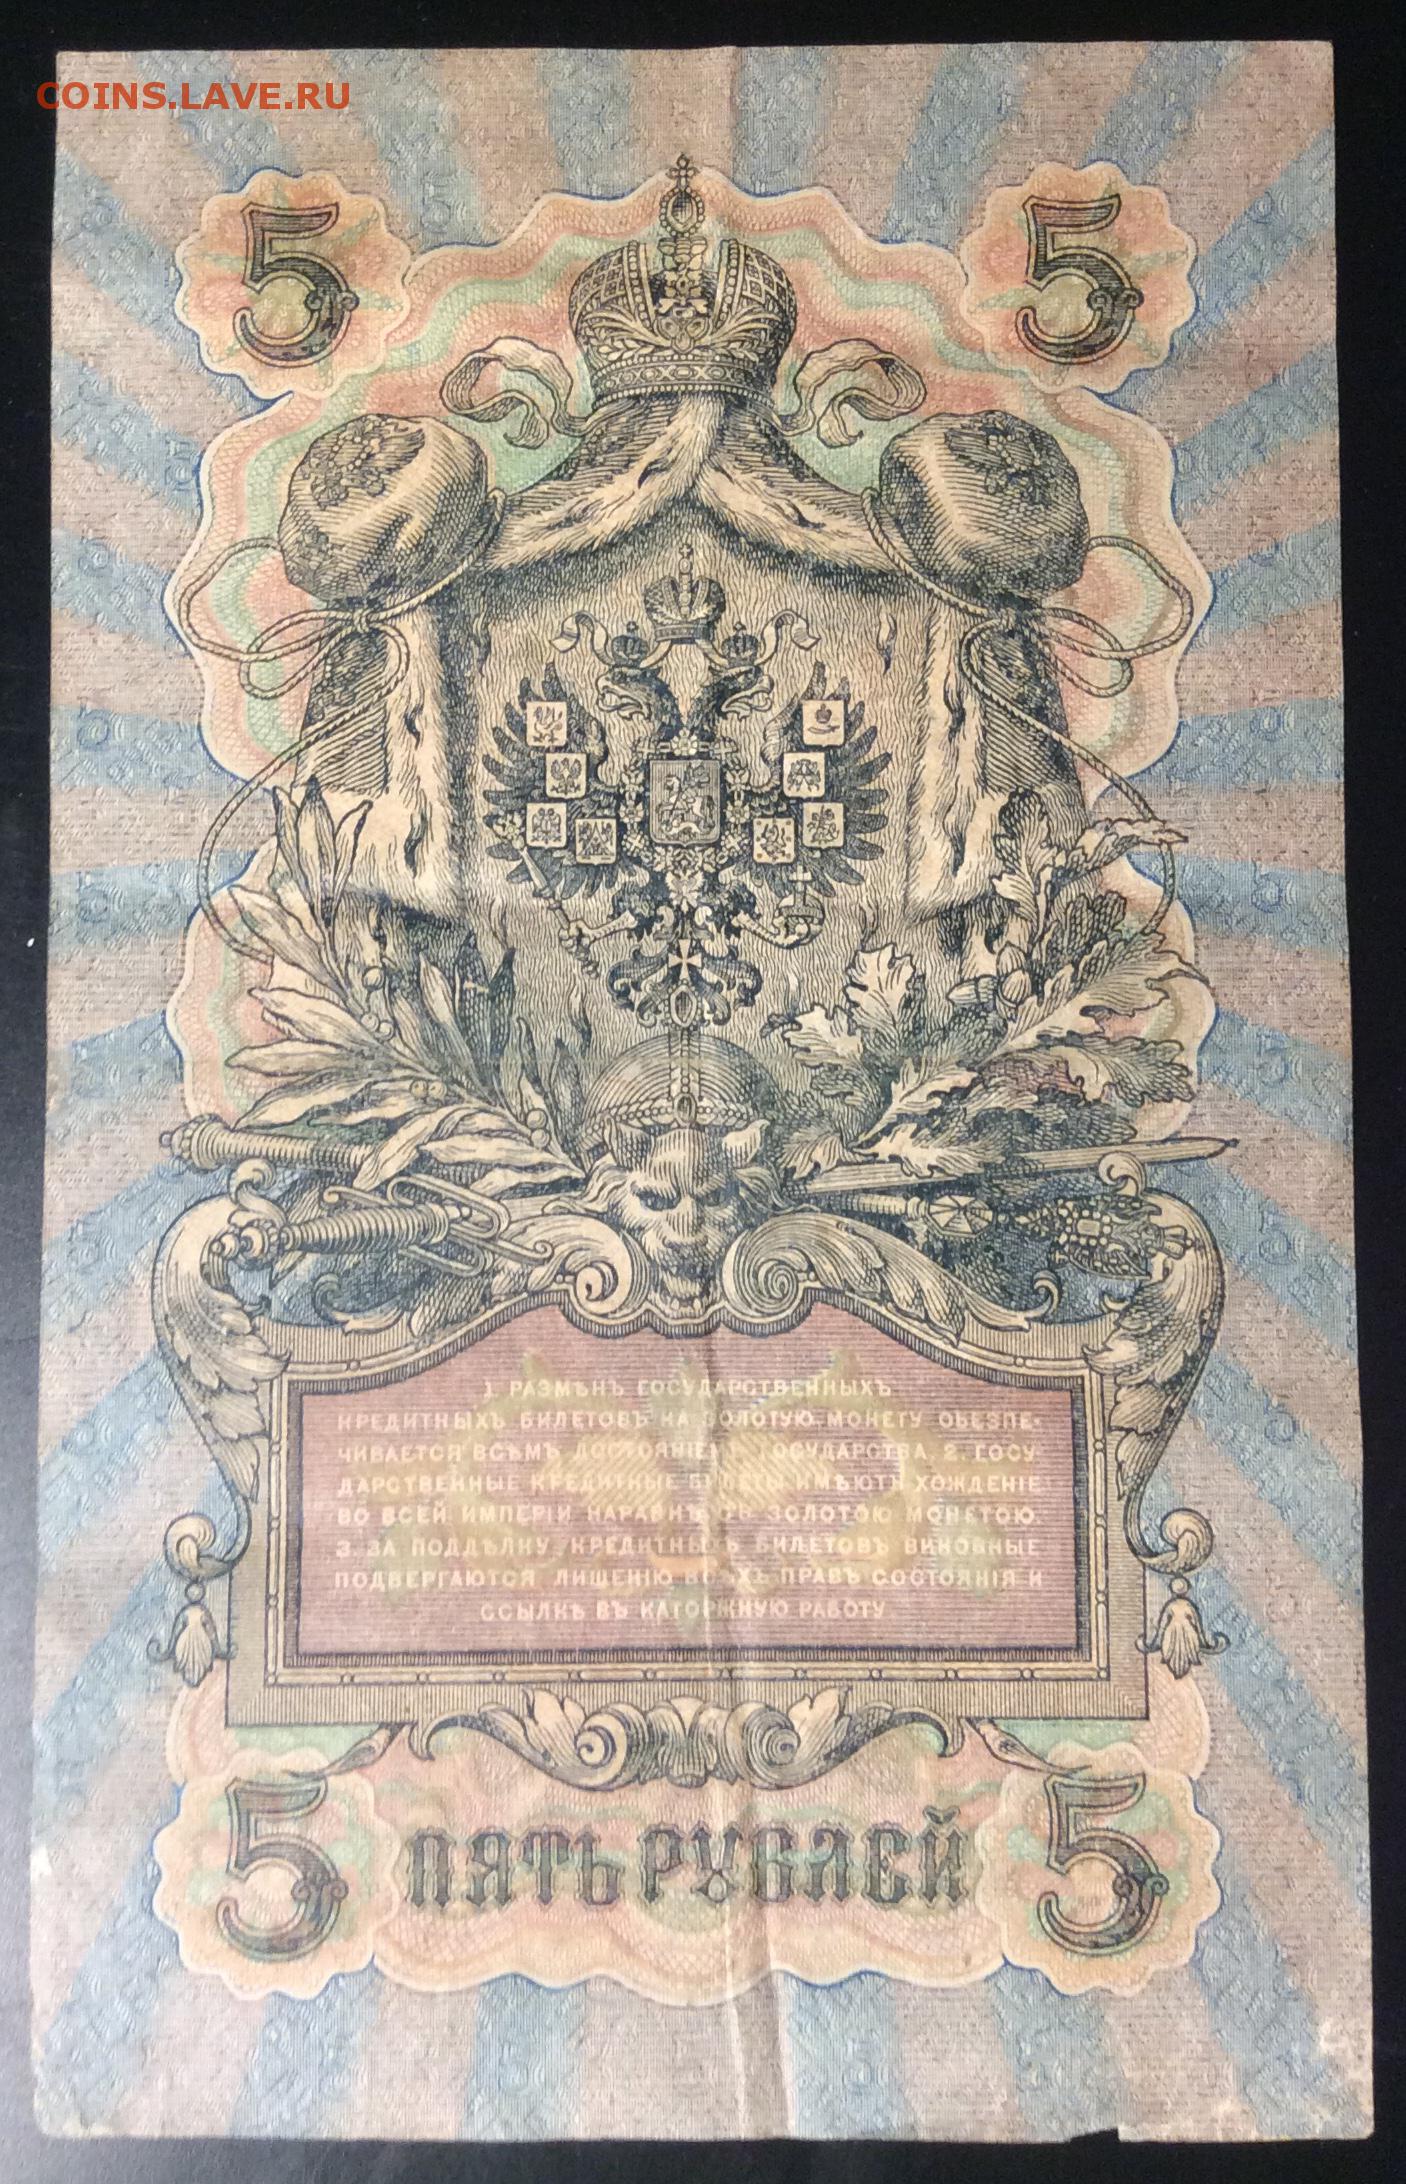 COINS.LAVE.RU
5 5
1. РАЗМѢНЪ ГОСУДАРСТВЕННЫХЪ
КРЕДИТНЫХЪ БИЛЕТОВЪ НА ЗОЛОТУЮ МОНЕТУ ОБЕЗПЕ-
ЧИВАЕТСЯ ВСѢМЪ ДОСТОЯНІЕМЪ ГОСУДАРСТВА. 2. ГОСУ-
ДАРСТВЕННЫЕ КРЕДИТНЫЕ БИЛЕТЫ ИМѢЮТЪ ХОЖДЕНІЕ
ВО ВСЕЙ ИМПЕРІИ НАРАВНѢ СЪ ЗОЛОТОЮ МОНЕТОЮ.
3. ЗА ПОДДѢЛКУ КРЕДИТНЫХЪ БИЛЕТОВЪ ВИНОВНЫЕ
ПОДВЕРГАЮТСЯ ЛИШЕНІЮ ВСѢХЪ ПРАВЪ СОСТОЯНІЯ И
ССЫЛКѢ ВЪ КАТОРЖНУЮ РАБОТУ
5 ПЯТЬ РУБЛЕЙ 5